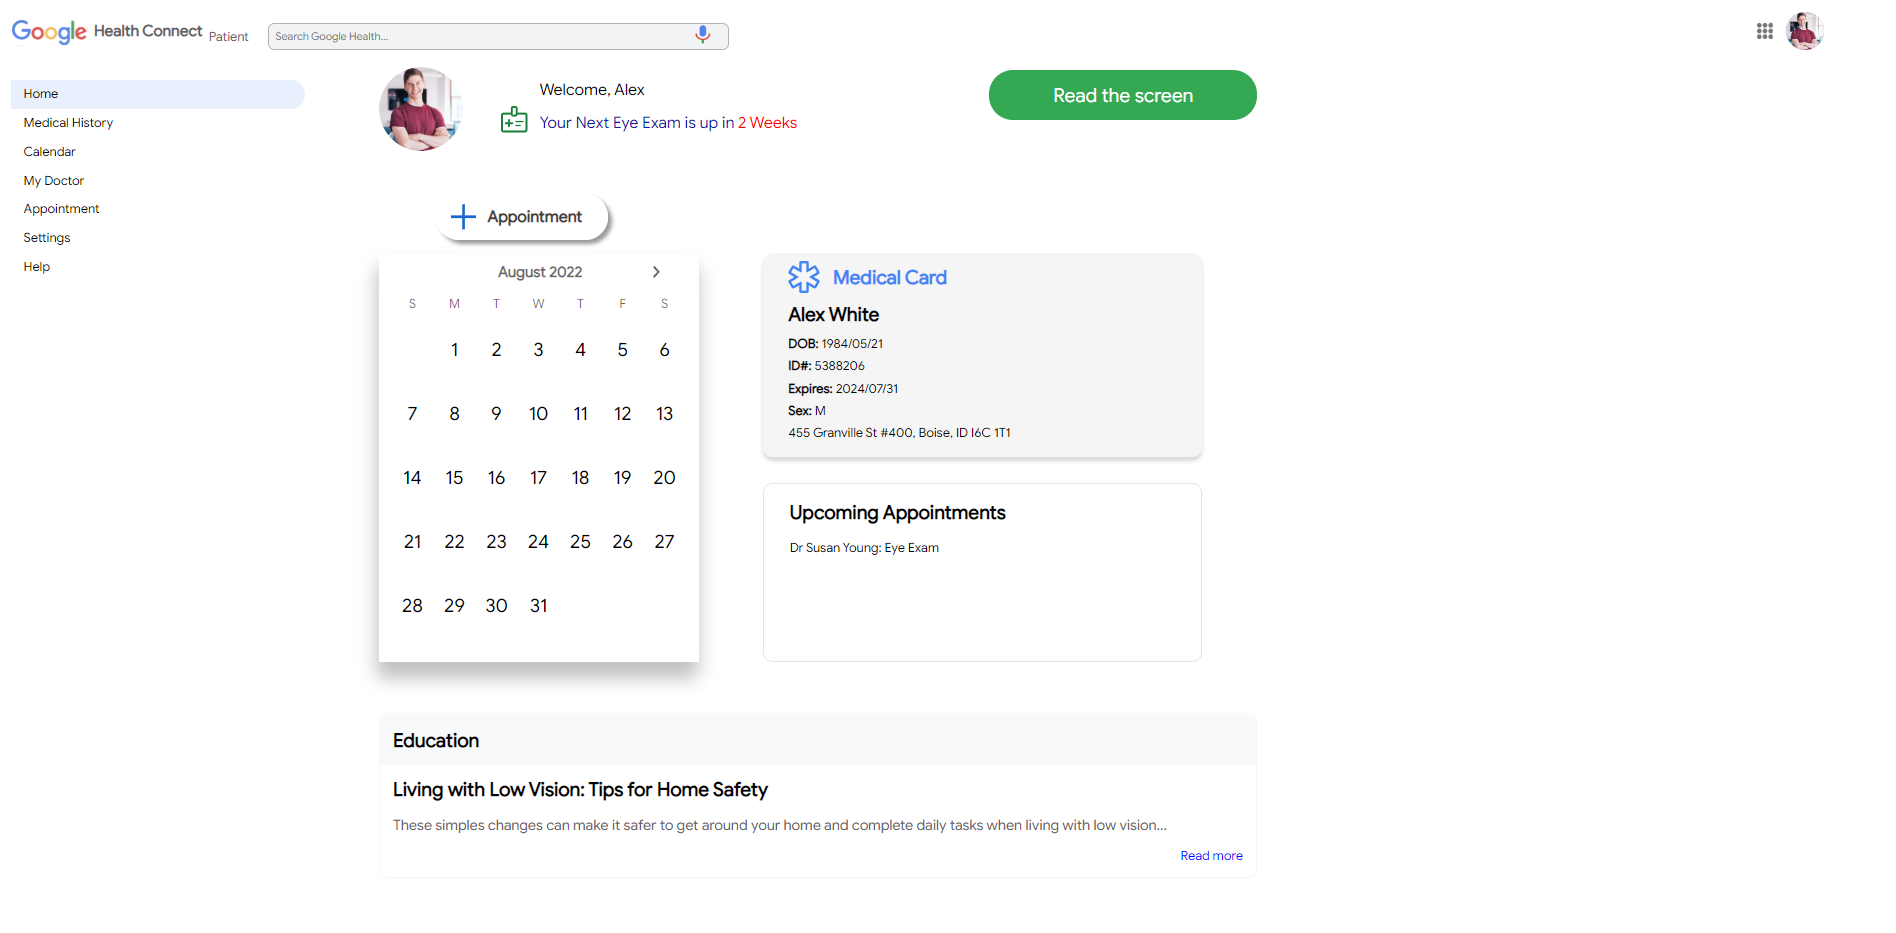 Google Health Connect Patient
Search Google Health...
Home
Medical History
Calendar
My Doctor
Appointment
Settings
Help
Welcome, Alex
Your Next Eye Exam is up in 2 Weeks
Read the screen
Appointment
August 2022
S M T W T F S
1 2 3 4 5 6
7 8 9 10 11 12 13
14 15 16 17 18 19 20
21 22 23 24 25 26 27
28 29 30 31
Medical Card
Alex White
DOB: 1984/05/21
ID#: 5388206
Expires: 2024/07/31
Sex: M
455 Granville St #400, Boise, ID I6C 1T1
Upcoming Appointments
Dr Susan Young: Eye Exam
Education
Living with Low Vision: Tips for Home Safety
These simples changes can make it safer to get around your home and complete daily tasks when living with low vision...
Read more